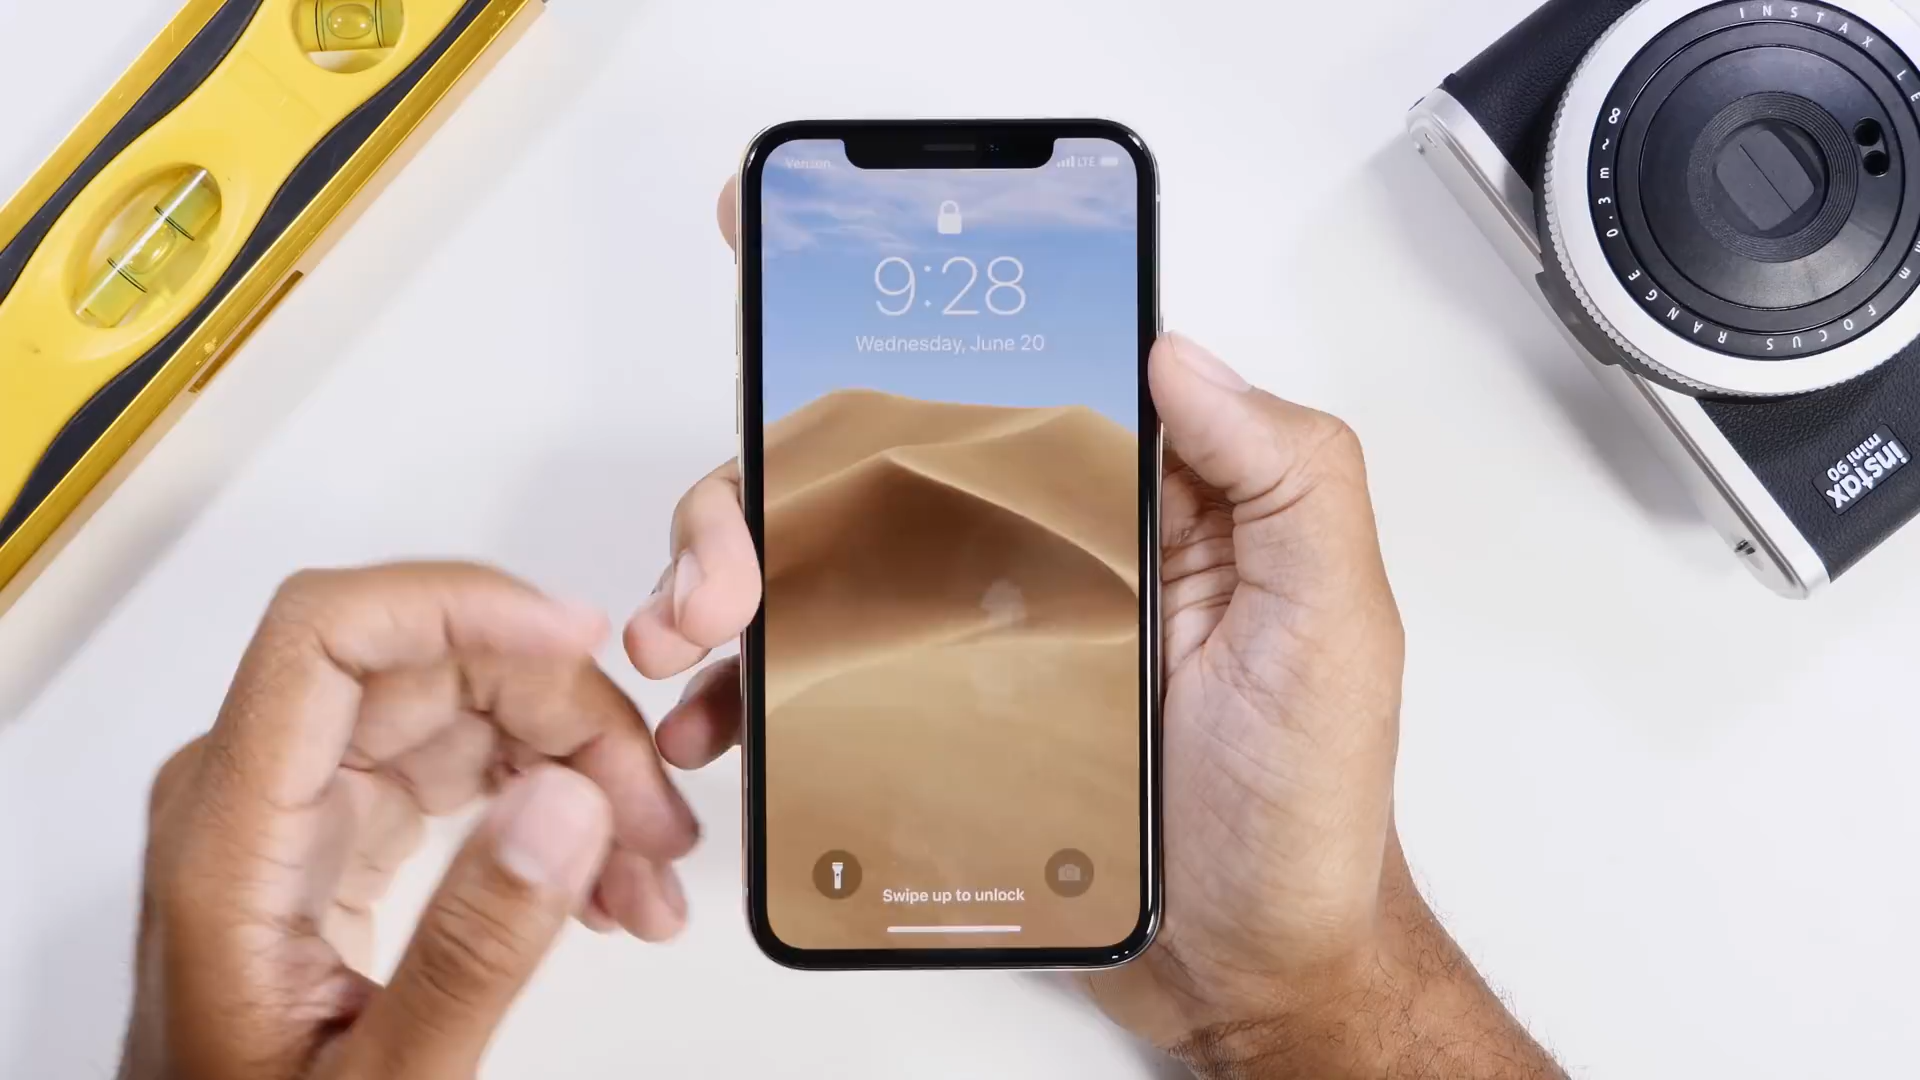 Verizon
LTE
9:28
Wednesday, June 20
Swipe up to unlock
INSTAX LE
0.3 m ~ ∞
FOCUS RANGE
instax
mini 90